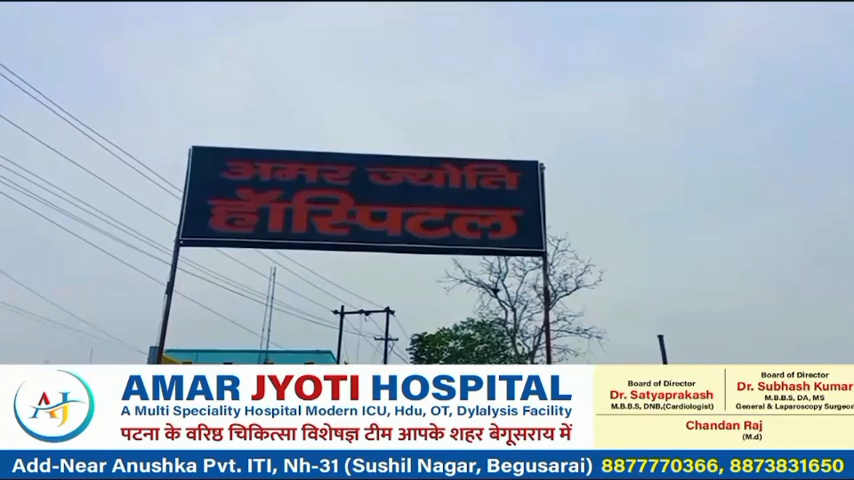 अमर ज्योति
हॉस्पिटल
AJ
AMAR JYOTI HOSPITAL
A Multi Speciality Hospital Modern ICU, Hdu, OT, Dylalysis Facility
पटना के वरिष्ठ चिकित्सा विशेषज्ञ टीम आपके शहर बेगूसराय में
Board of Director
Dr. Satyaprakash
M.B.B.S, DNB,(Cardiologist)
Board of Director
Dr. Subhash Kumar
M.B.B.S, DA, MS
General & Laparoscopy Surgeon
Chandan Raj
(M.d)
Add-Near Anushka Pvt. ITI, Nh-31 (Sushil Nagar, Begusarai) 8877770366, 8873831650